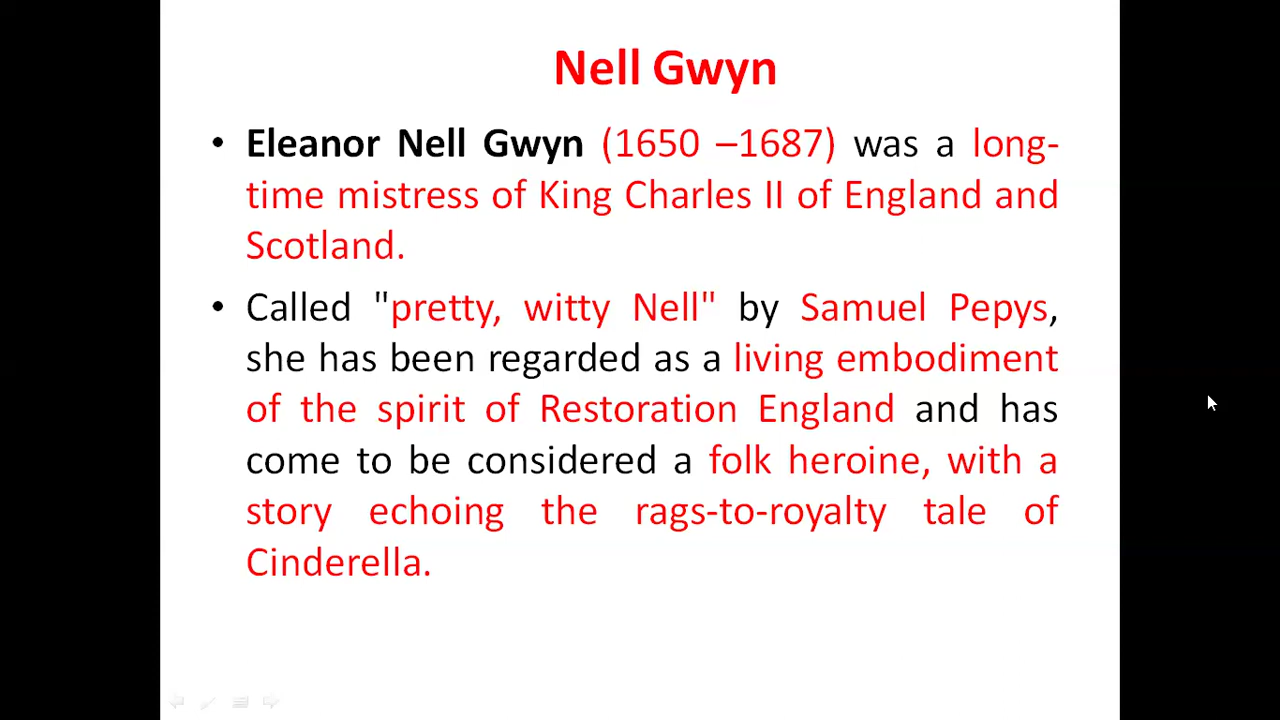 Nell Gwyn
• Eleanor Nell Gwyn (1650 –1687) was a long-
time mistress of King Charles II of England and
Scotland.
• Called "pretty, witty Nell" by Samuel Pepys,
she has been regarded as a living embodiment
of the spirit of Restoration England and has
come to be considered a folk heroine, with a
story echoing the rags-to-royalty tale of
Cinderella.